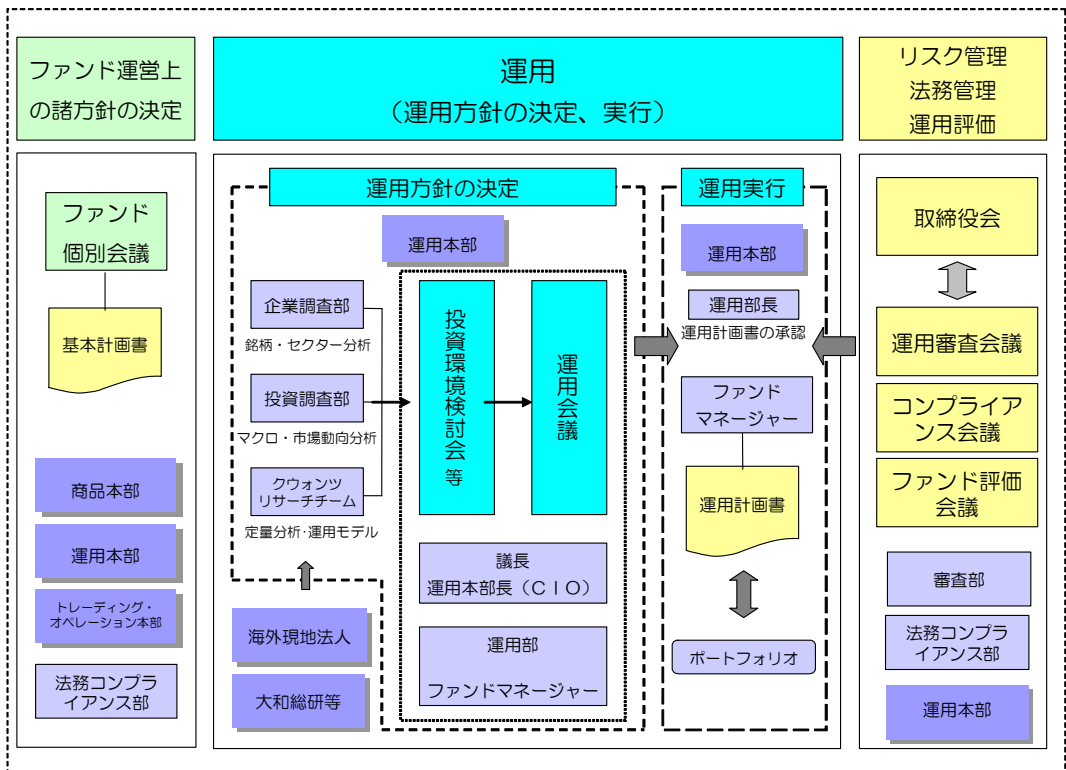 ファンド運営上
の諸方針の決定
運用
（運用方針の決定、実行）
リスク管理
法務管理
運用評価
ファンド
個別会議
基本計画書
商品本部
運用本部
トレーディング・
オペレーション本部
法務コンプラ
イアンス部
運用方針の決定
運用本部
企業調査部
銘柄・セクター分析
投資調査部
マクロ・市場動向分析
クウォンツ
リサーチチーム
定量分析・運用モデル
海外現地法人
大和総研等
投資環境検討会等
運用会議
議長
運用本部長（ＣＩＯ）
運用部
ファンドマネージャー
運用実行
運用本部
運用部長
運用計画書の承認
ファンド
マネージャー
運用計画書
ポートフォリオ
取締役会
運用審査会議
コンプライア
ンス会議
ファンド評価
会議
審査部
法務コンプラ
イアンス部
運用本部